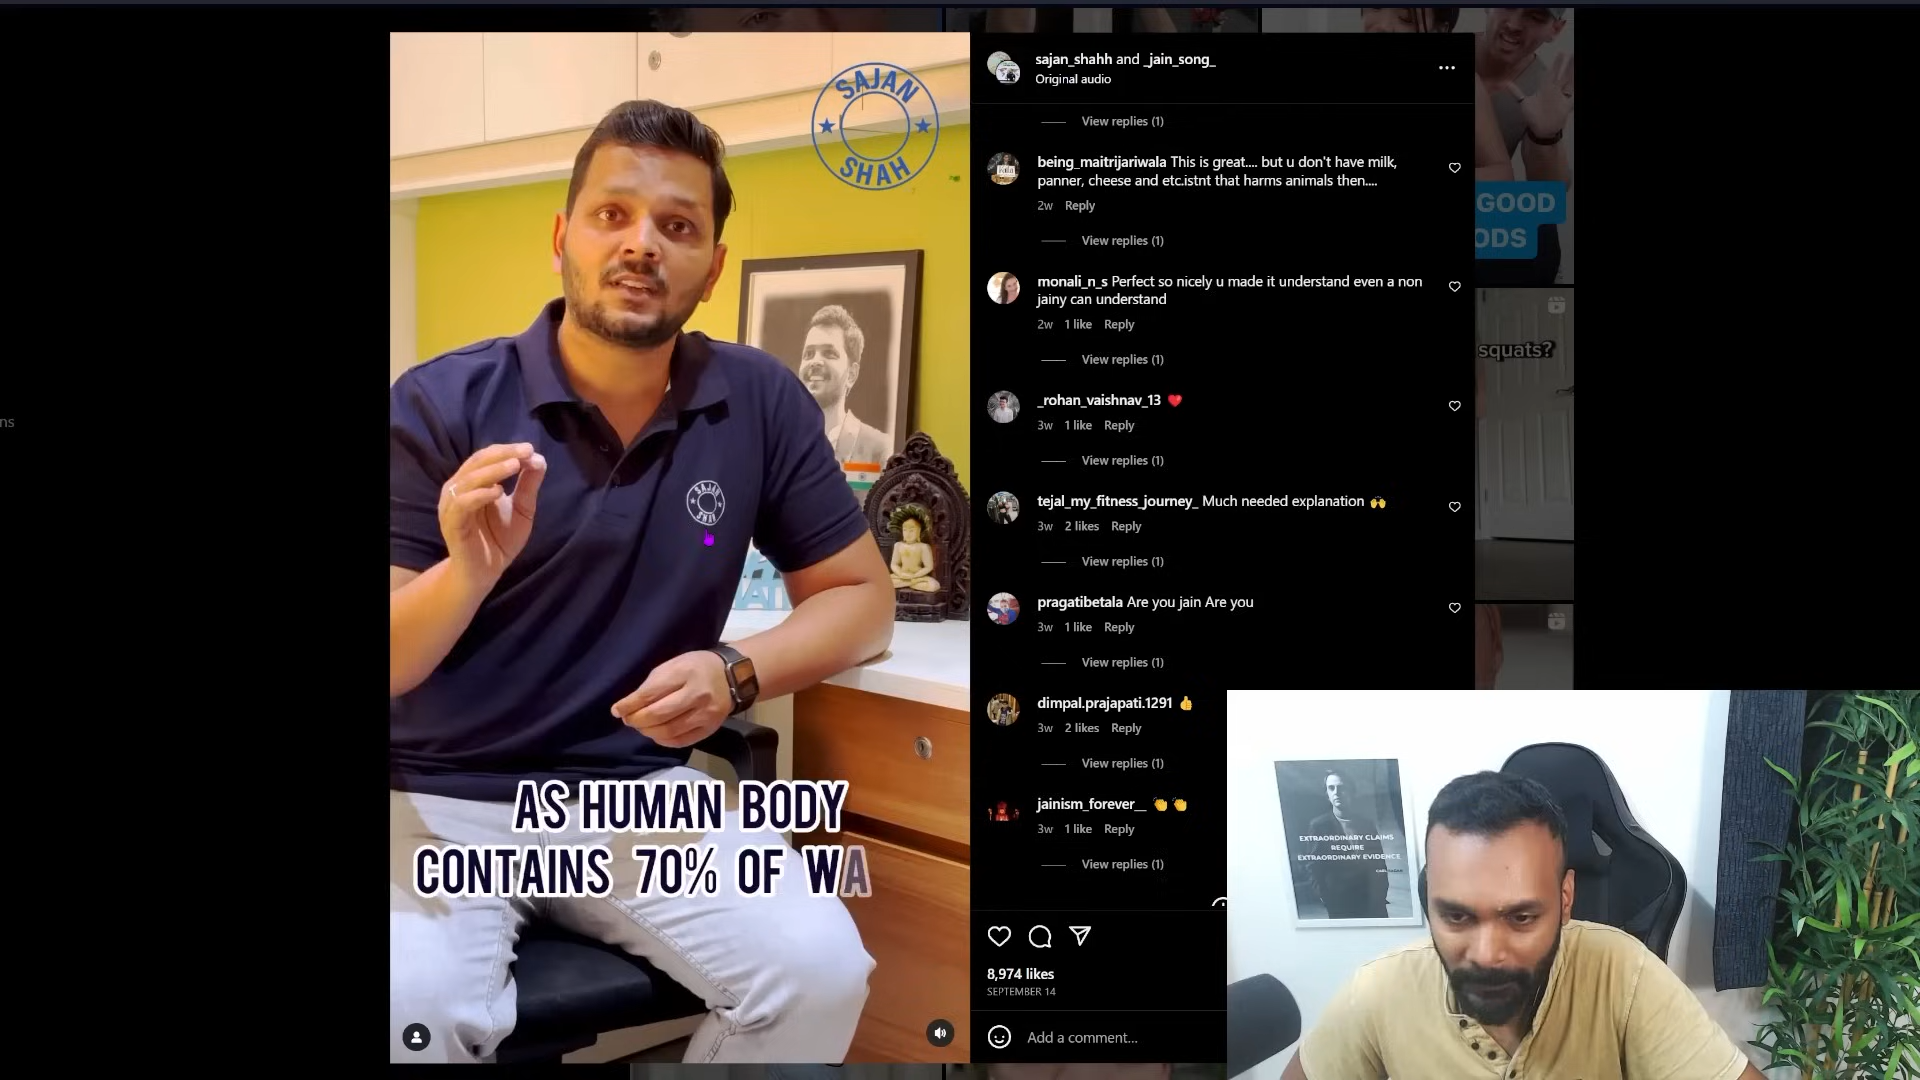 SAJAN
SHAH
SAJAN
SHAH
AS HUMAN BODY
CONTAINS 70% OF WA
sajan_shahh and _jain_song_
Original audio
View replies (1)
being_maitrijariwala This is great.... but u don't have milk,
panner, cheese and etc.istnt that harms animals then....
2w Reply
View replies (1)
monali_n_s Perfect so nicely u made it understand even a non
jainy can understand
2w 1 like Reply
View replies (1)
_rohan_vaishnav_13 ❤️
3w 1 like Reply
View replies (1)
tejal_my_fitness_journey_ Much needed explanation 🙌
3w 2 likes Reply
View replies (1)
pragatibetala Are you jain Are you
3w 1 like Reply
View replies (1)
dimpal.prajapati.1291 👍
3w 2 likes Reply
View replies (1)
jainism_forever__ 👏👏
3w 1 like Reply
View replies (1)
8,974 likes
SEPTEMBER 14
Add a comment...
GOOD
ODS
squats?
ns
EXTRAORDINARY CLAIMS
REQUIRE
EXTRAORDINARY EVIDENCE